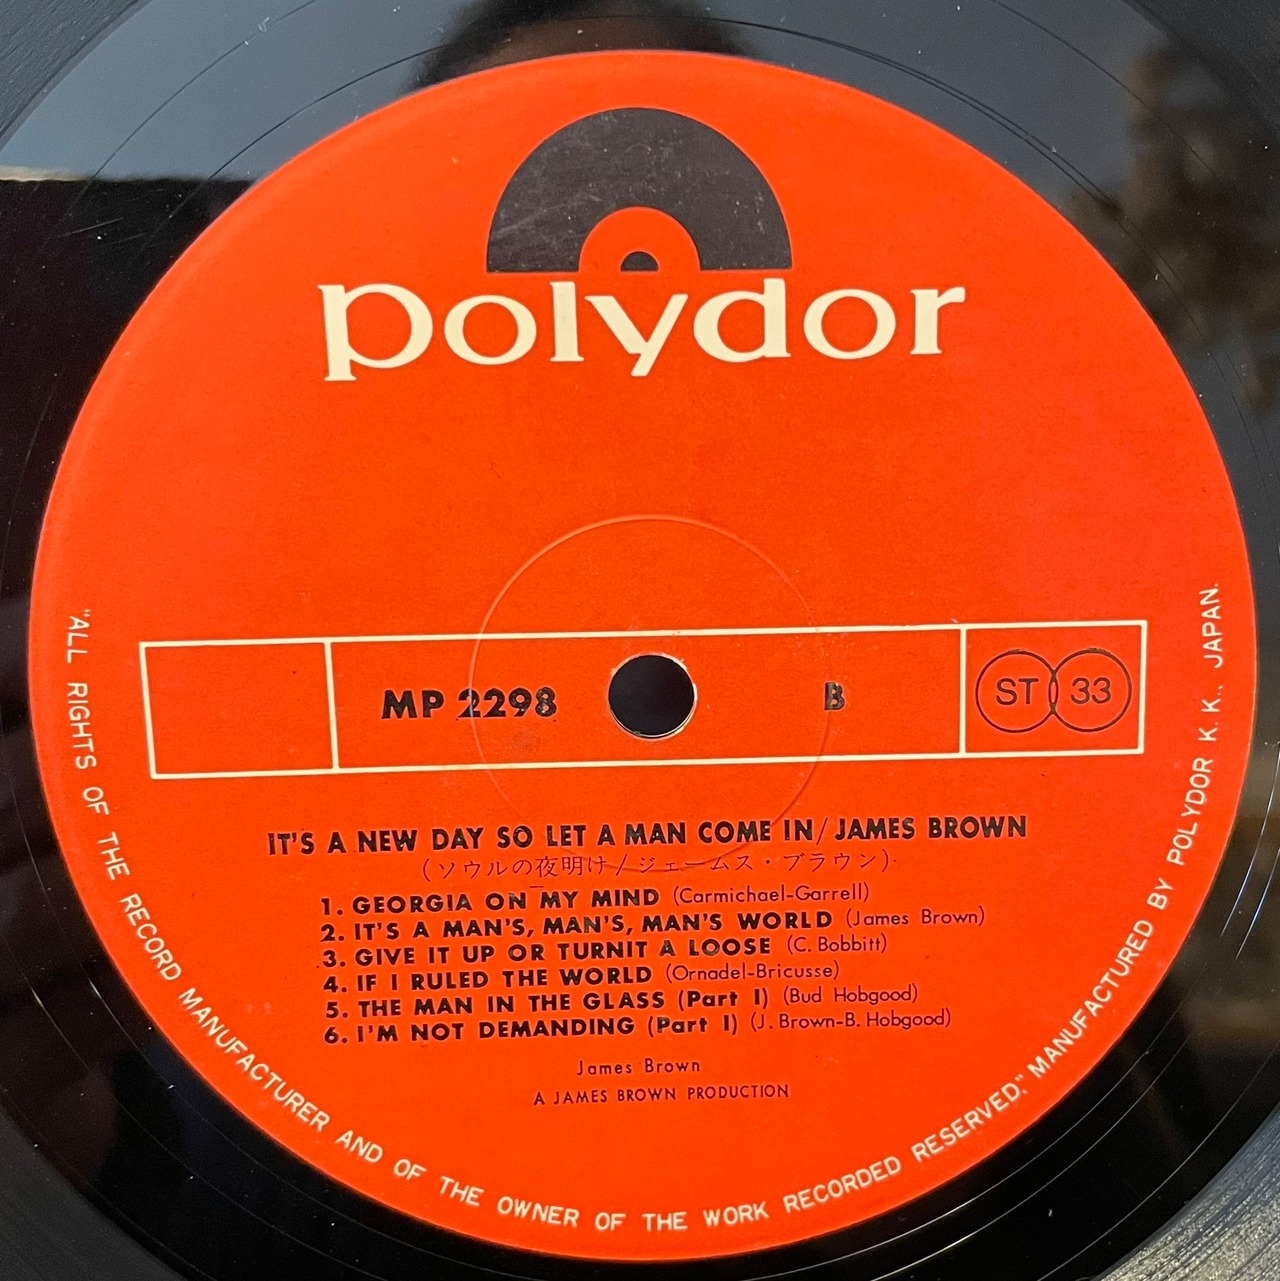 polydor
MP 2298
B
ST 33
IT'S A NEW DAY SO LET A MAN COME IN/JAMES BROWN
(ソウルの夜明け/ジェームス・ブラウン)
1. GEORGIA ON MY MIND (Carmichael-Garrell)
2. IT'S A MAN'S, MAN'S, MAN'S WORLD (James Brown)
3. GIVE IT UP OR TURNIT A LOOSE (C. Bobbitt)
4. IF I RULED THE WORLD (Ornadel-Bricusse)
5. THE MAN IN THE GLASS (Part I) (Bud Hobgood)
6. I'M NOT DEMANDING (Part I) (J. Brown-B. Hobgood)
James Brown
A JAMES BROWN PRODUCTION
"ALL RIGHTS OF THE RECORD MANUFACTURER AND OF THE OWNER OF THE WORK RECORDED RESERVED." MANUFACTURED BY POLYDOR K. K., JAPAN.